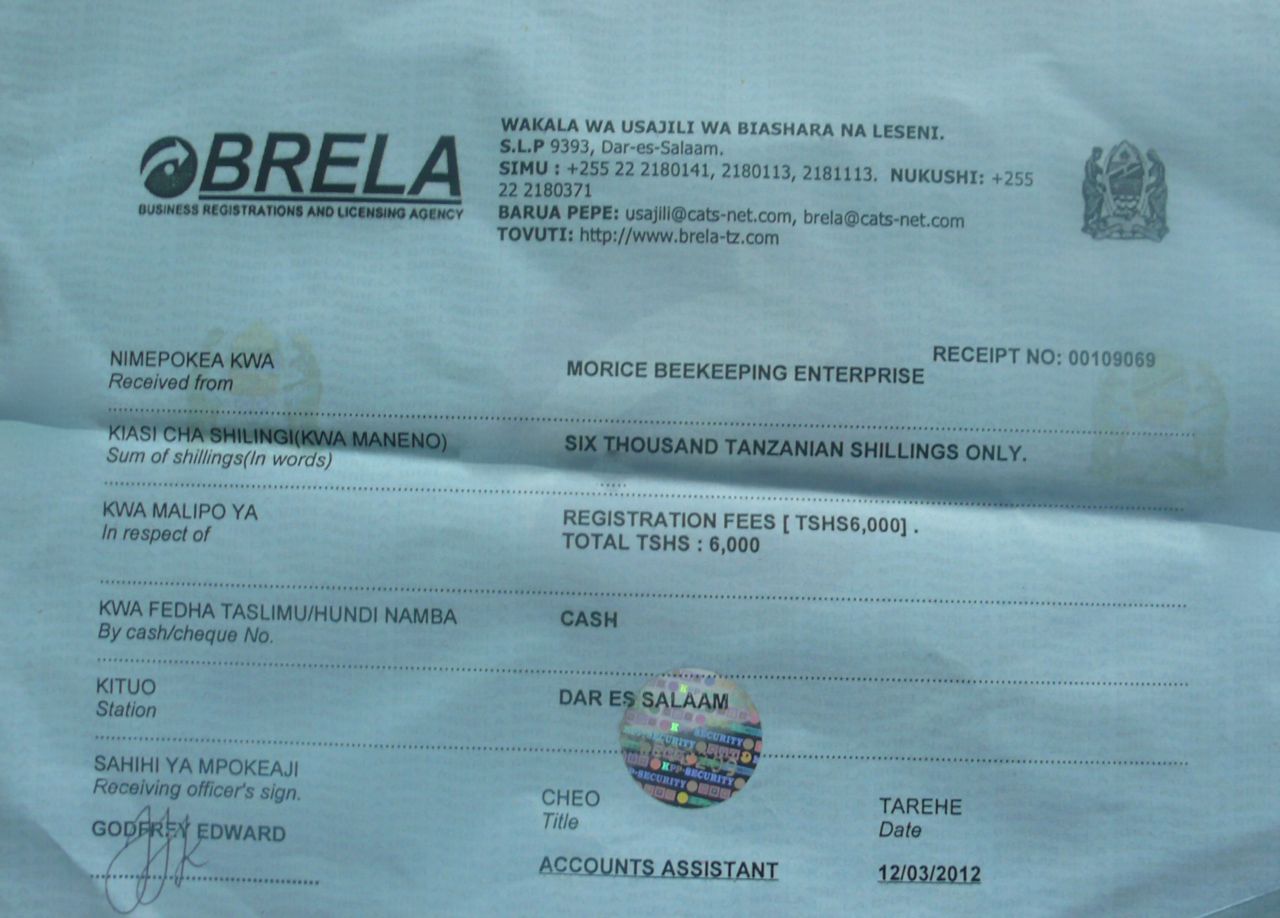 BRELA
BUSINESS REGISTRATIONS AND LICENSING AGENCY
WAKALA WA USAJILI WA BIASHARA NA LESENI.
S.L.P 9393, Dar-es-Salaam.
SIMU : +255 22 2180141, 2180113, 2181113. NUKUSHI: +255
22 2180371
BARUA PEPE: usajili@cats-net.com, brela@cats-net.com
TOVUTI: http://www.brela-tz.com
RECEIPT NO: 00109069
NIMEPOKEA KWA
Received from
MORICE BEEKEEPING ENTERPRISE
KIASI CHA SHILINGI(KWA MANENO)
Sum of shillings(In words)
SIX THOUSAND TANZANIAN SHILLINGS ONLY.
KWA MALIPO YA
In respect of
REGISTRATION FEES [ TSHS6,000] .
TOTAL TSHS : 6,000
KWA FEDHA TASLIMU/HUNDI NAMBA
By cash/cheque No.
CASH
KITUO
Station
DAR ES SALAAM
SECURITY
KPP-SECURITY
SAHIHI YA MPOKEAJI
Receiving officer's sign.
GODFREY EDWARD
CHEO
Title
ACCOUNTS ASSISTANT
TAREHE
Date
12/03/2012